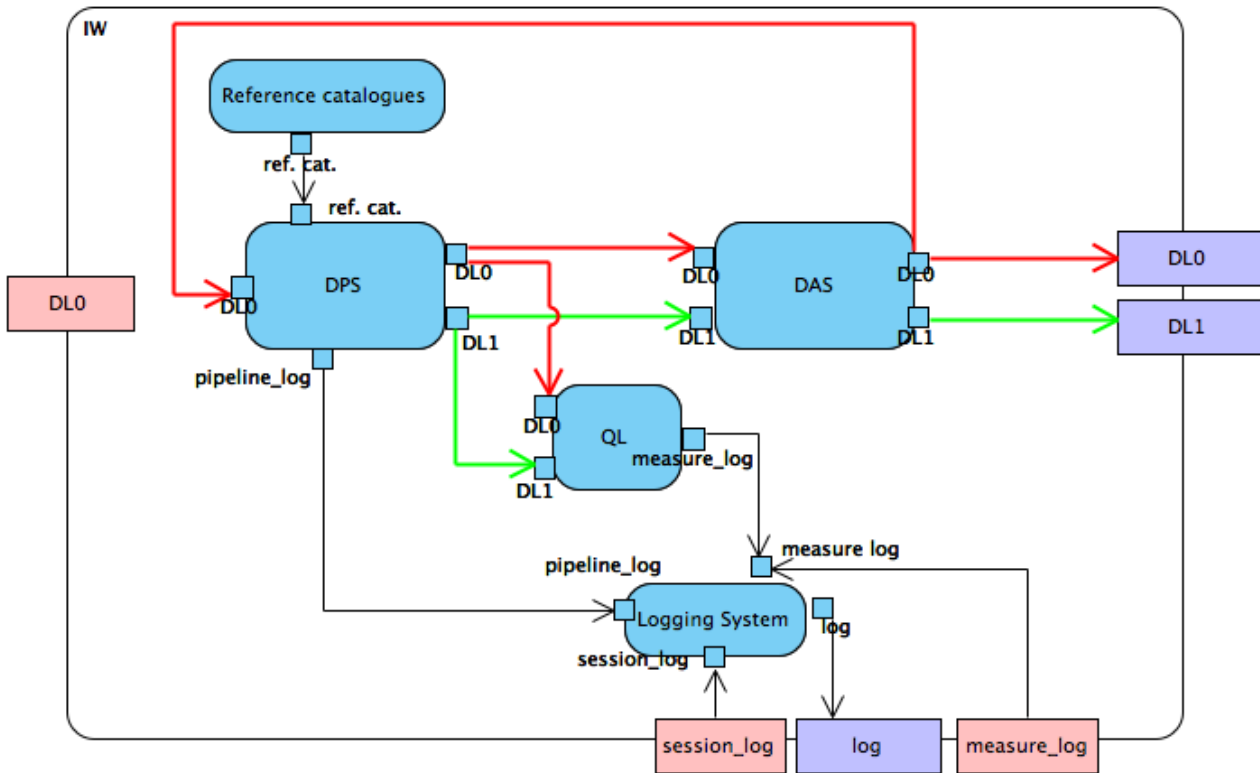 IW
Reference catalogues
ref. cat.
ref. cat.
DL0
DPS
DL0
DL0
DL1
DL0
DL1
DAS
DL0
DL1
DL0
DL1
pipeline_log
DL0
QL
DL1
measure_log
measure log
pipeline_log
Logging System
log
session_log
session_log
log
measure_log